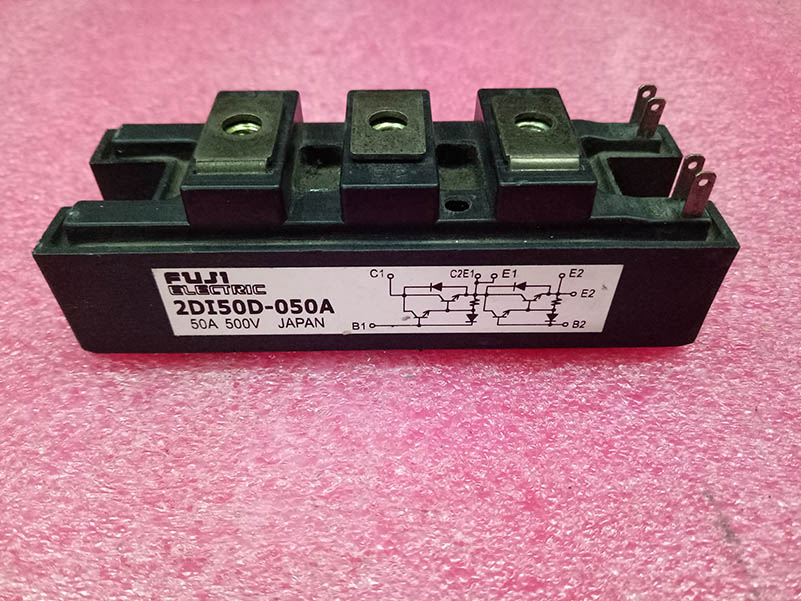 FUJI
ELECTRIC
2DI50D-050A
50A 500V JAPAN
C1 C2E1 E1 E2
E2
B1 B2